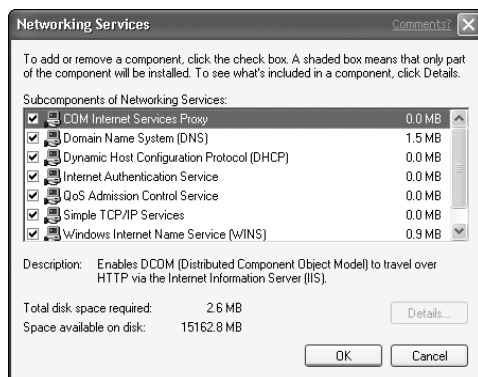 Networking Services Comments?
To add or remove a component, click the check box. A shaded box means that only part
of the component will be installed. To see what's included in a component, click Details.
Subcomponents of Networking Services:
COM Internet Services Proxy 0.0 MB
Domain Name System (DNS) 1.5 MB
Dynamic Host Configuration Protocol (DHCP) 0.0 MB
Internet Authentication Service 0.0 MB
QoS Admission Control Service 0.0 MB
Simple TCP/IP Services 0.0 MB
Windows Internet Name Service (WINS) 0.9 MB
Description: Enables DCOM (Distributed Component Object Model) to travel over
HTTP via the Internet Information Server (IIS).
Total disk space required: 2.6 MB
Details...
Space available on disk: 15162.8 MB
OK Cancel